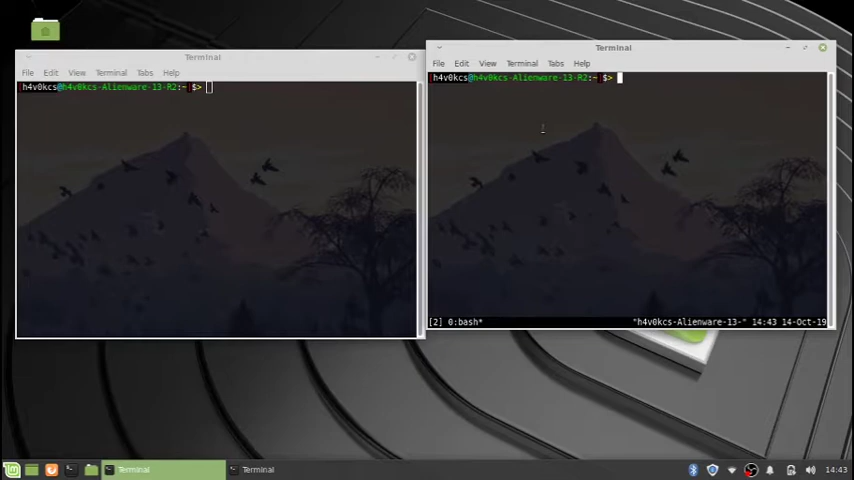 Terminal
File Edit View Terminal Tabs Help
[h4v0kcs@h4v0kcs-Alienware-13-R2:~ $>
Terminal
File Edit View Terminal Tabs Help
[h4v0kcs@h4v0kcs-Alienware-13-R2:~ $>
[2] 0:bash* "h4v0kcs-Alienware-13-" 14:43 14-Oct-19
Terminal
Terminal
14:43